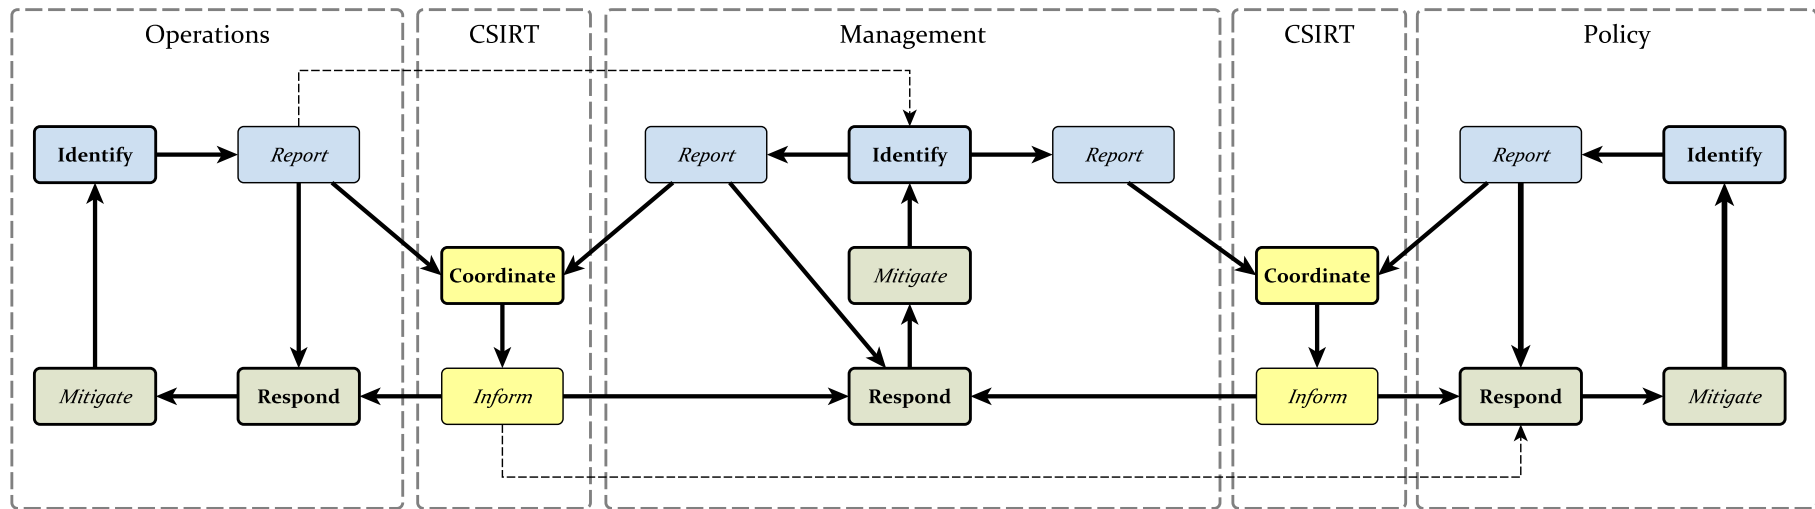 Operations
CSIRT
Management
CSIRT
Policy
Identify
Report
Report
Identify
Report
Report
Identify
Coordinate
Mitigate
Coordinate
Mitigate
Respond
Inform
Respond
Inform
Respond
Mitigate